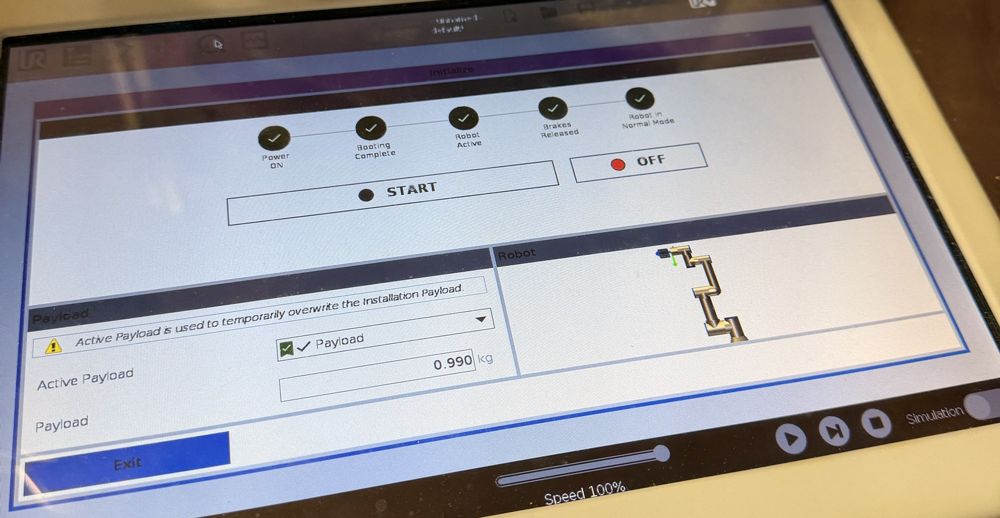 UR
default
Initialize
Power
ON
Booting
Complete
Robot
Active
Brakes
Released
Robot in
Normal Mode
START
OFF
Payload
Robot
Active Payload is used to temporarily overwrite the Installation Payload.
Active Payload
Payload
Payload
0.990 kg
Exit
Speed 100%
Simulation